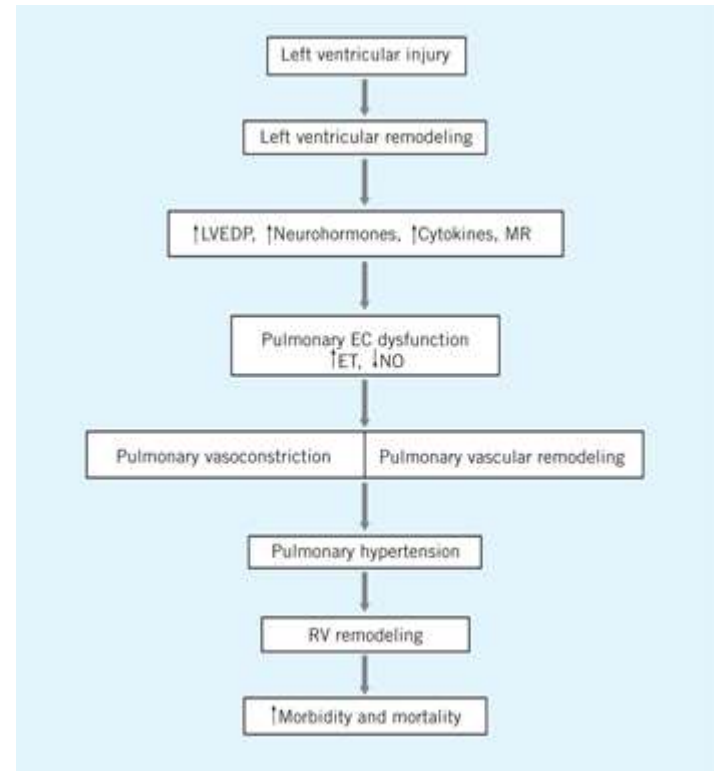 Left ventricular injury
Left ventricular remodeling
↑LVEDP, ↑Neurohormones, ↑Cytokines, MR
Pulmonary EC dysfunction
↑ET, ↓NO
Pulmonary vasoconstriction
Pulmonary vascular remodeling
Pulmonary hypertension
RV remodeling
↑Morbidity and mortality